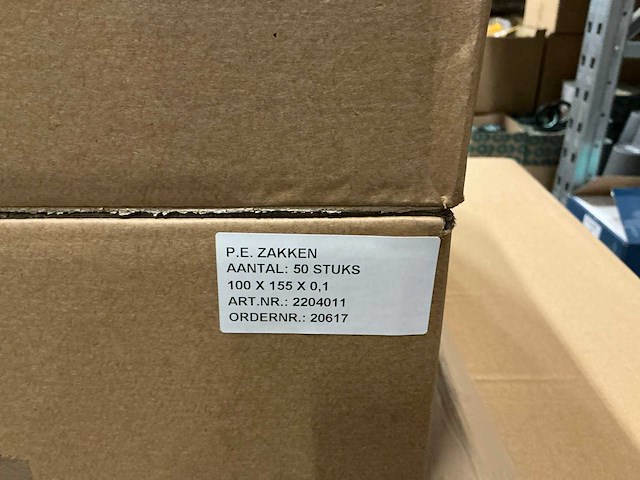 P.E. ZAKKEN
AANTAL: 50 STUKS
100 X 155 X 0,1
ART.NR.: 2204011
ORDERNR.: 20617